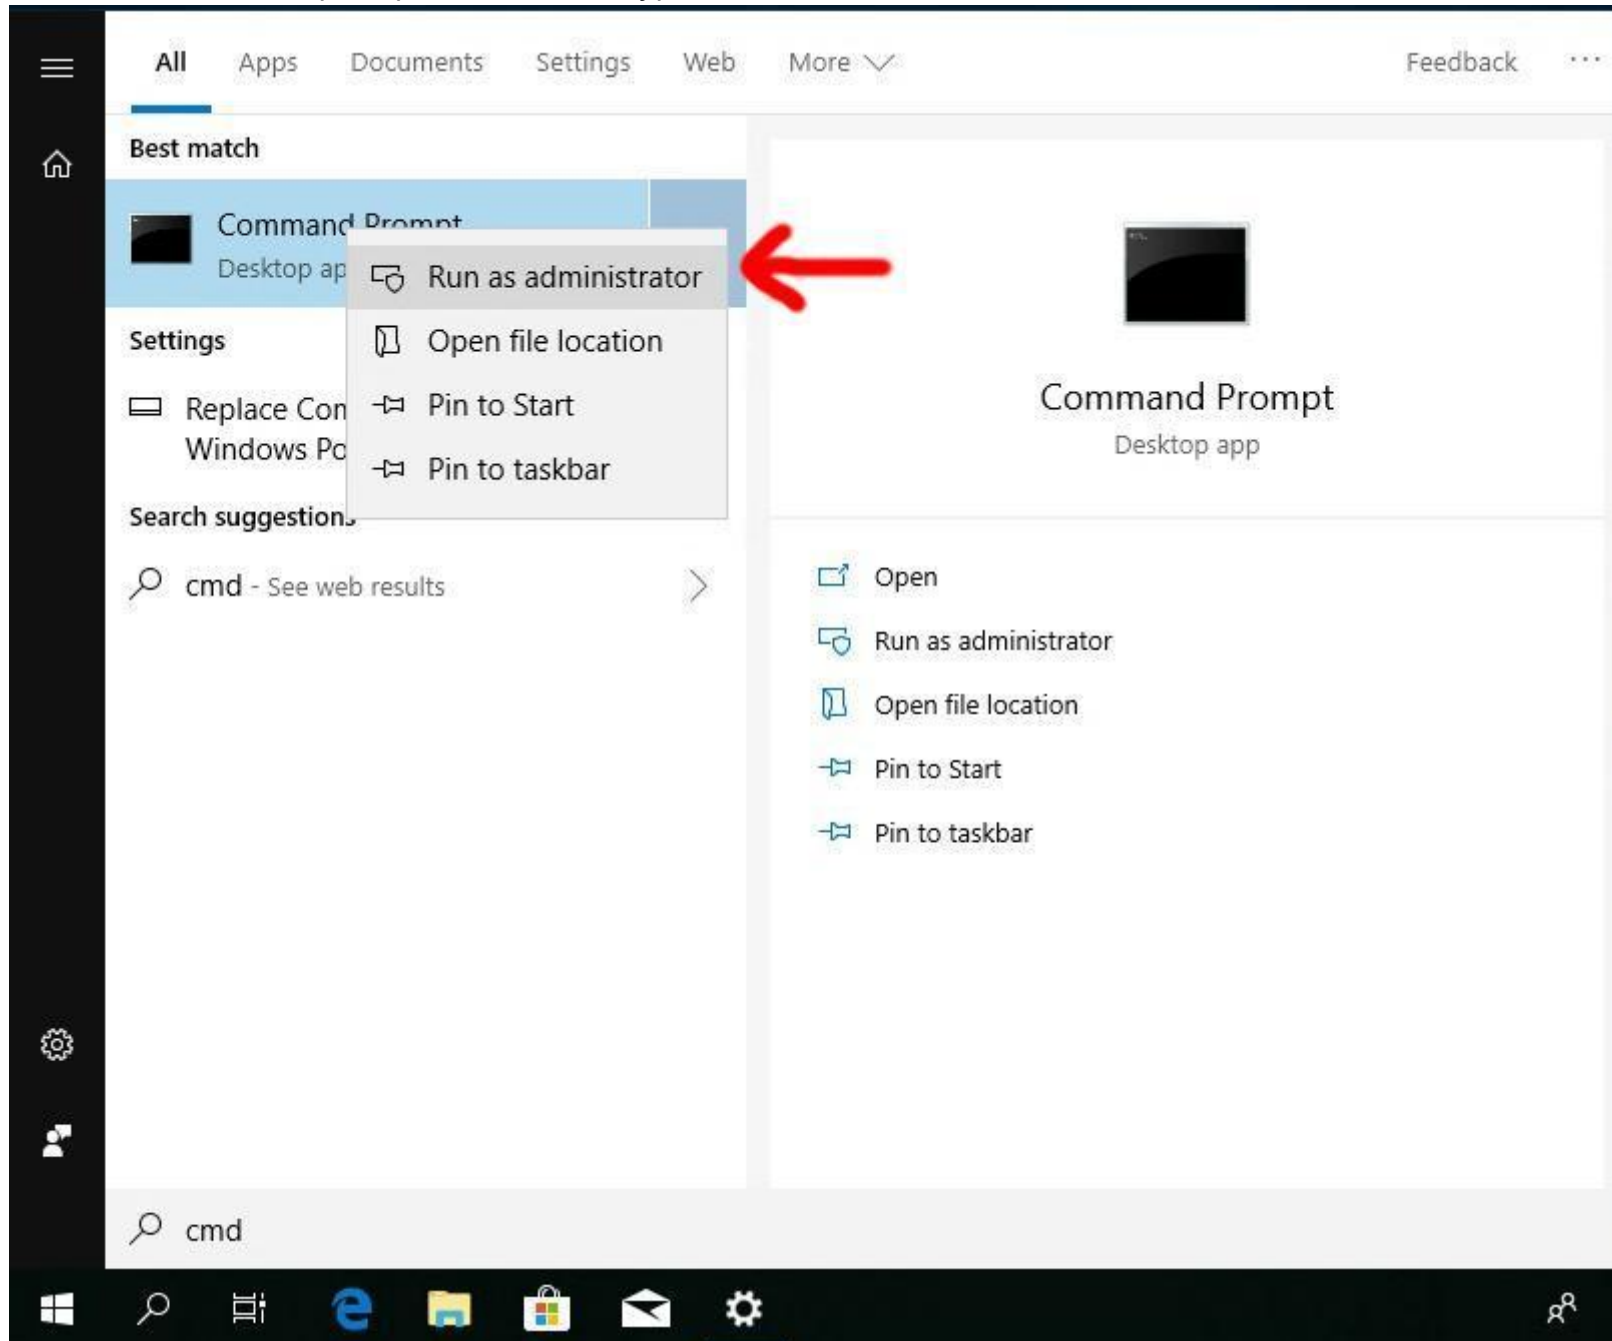 All Apps Documents Settings Web More Feedback ...
Best match
Command Prompt
Desktop ap
Run as administrator
Open file location
Pin to Start
Pin to taskbar
Settings
Replace Con
Windows Po
Search suggestions
cmd - See web results
Command Prompt
Desktop app
Open
Run as administrator
Open file location
Pin to Start
Pin to taskbar
cmd